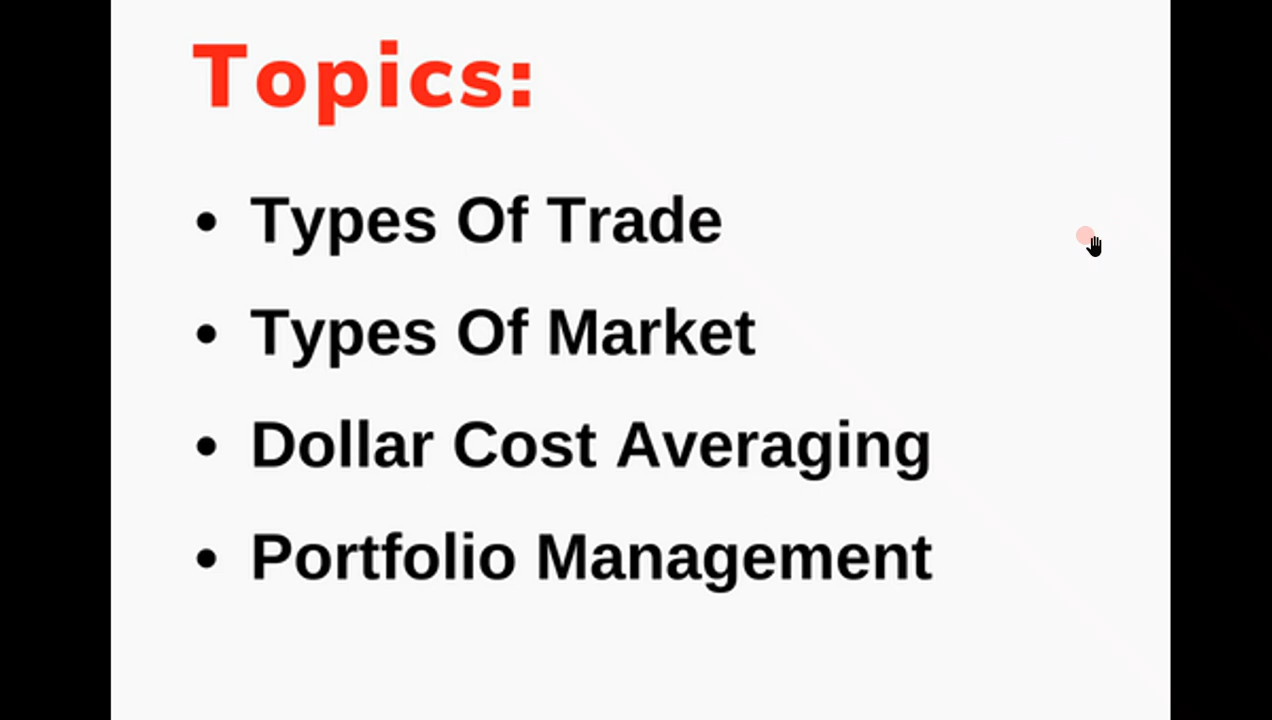 Topics:
• Types Of Trade
• Types Of Market
• Dollar Cost Averaging
• Portfolio Management